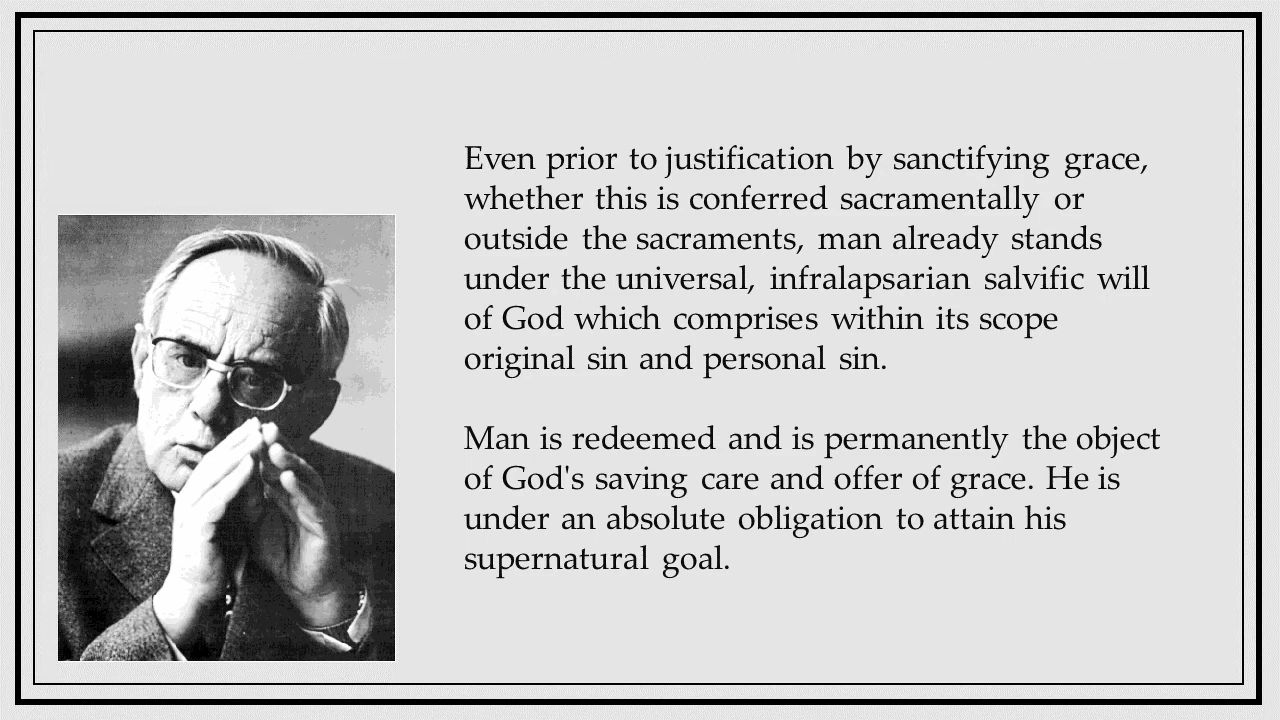 Even prior to justification by sanctifying grace,
whether this is conferred sacramentally or
outside the sacraments, man already stands
under the universal, infralapsarian salvific will
of God which comprises within its scope
original sin and personal sin.
Man is redeemed and is permanently the object
of God's saving care and offer of grace. He is
under an absolute obligation to attain his
supernatural goal.